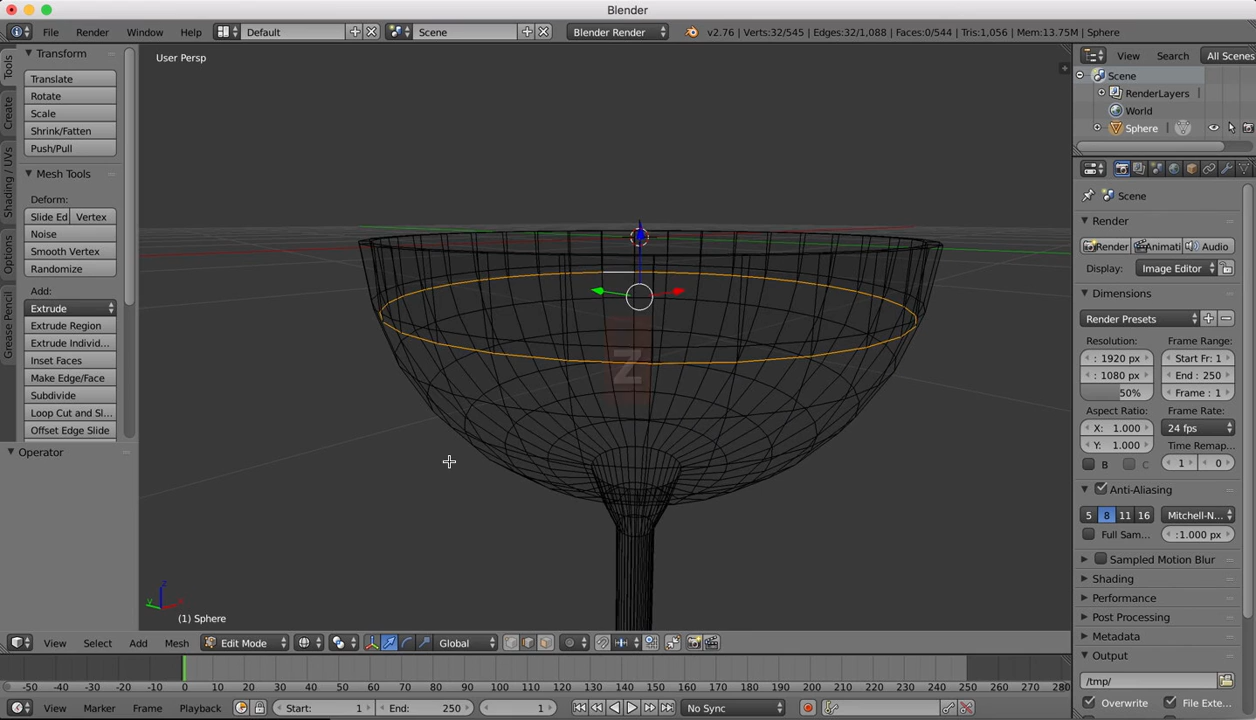 Blender
File Render Window Help Default Scene Blender Render v2.76 | Verts:32/545 | Edges:32/1,088 | Faces:0/544 | Tris:1,056 | Mem:13.75M | Sphere
Tools
Create
Shading / UVs
Options
Grease Pencil
Transform
Translate
Rotate
Scale
Shrink/Fatten
Push/Pull
Mesh Tools
Deform:
Slide Ed Vertex
Noise
Smooth Vertex
Randomize
Add:
Extrude
Extrude Region
Extrude Individ...
Inset Faces
Make Edge/Face
Subdivide
Loop Cut and Sl...
Offset Edge Slide
Operator
User Persp
Z
z
y
(1) Sphere
View Select Add Mesh Edit Mode Global
-50 -40 -30 -20 -10 0 10 20 30 40 50 60 70 80 90 100 110 120 130 140 150 160 170 180 190 200 210 220 230 240 250 260 270 280
View Marker Frame Playback Start: 1 End: 250 1 No Sync
View Search All Scenes
Scene
RenderLayers
World
Sphere
Scene
Render
Render Animati Audio
Display: Image Editor
Dimensions
Render Presets
Resolution: Frame Range:
: 1920 px Start Fr: 1
: 1080 px End : 250
50% Frame : 1
Aspect Ratio: Frame Rate:
X: 1.000 24 fps
Y: 1.000 Time Remap...
B C 1 0
Anti-Aliasing
5 8 11 16 Mitchell-N...
Full Sam... :1.000 px
Sampled Motion Blur
Shading
Performance
Post Processing
Metadata
Output
/tmp/
Overwrite File Exte...